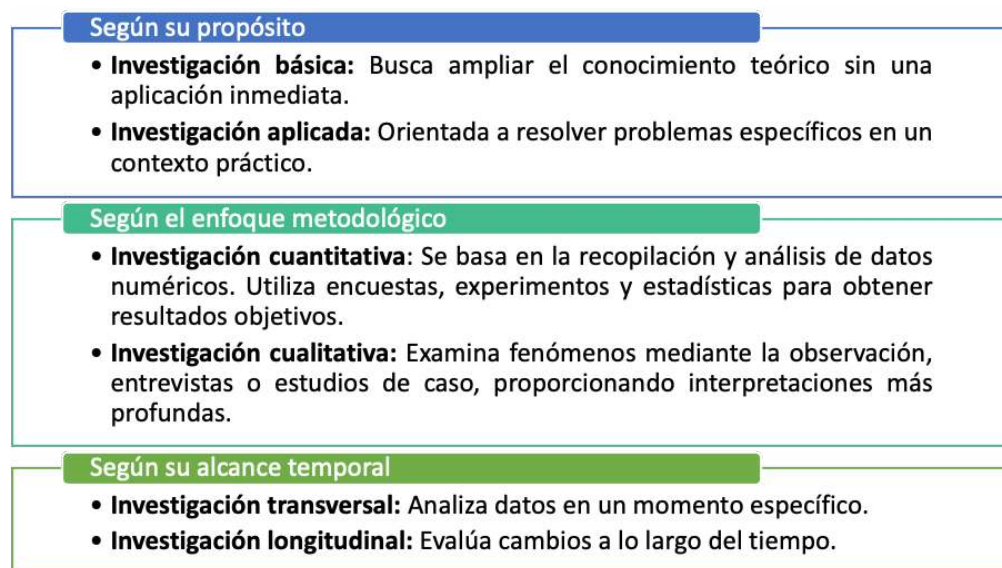 Según su propósito
• Investigación básica: Busca ampliar el conocimiento teórico sin una
aplicación inmediata.
• Investigación aplicada: Orientada a resolver problemas específicos en un
contexto práctico.
Según el enfoque metodológico
• Investigación cuantitativa: Se basa en la recopilación y análisis de datos
numéricos. Utiliza encuestas, experimentos y estadísticas para obtener
resultados objetivos.
• Investigación cualitativa: Examina fenómenos mediante la observación,
entrevistas o estudios de caso, proporcionando interpretaciones más
profundas.
Según su alcance temporal
• Investigación transversal: Analiza datos en un momento específico.
• Investigación longitudinal: Evalúa cambios a lo largo del tiempo.